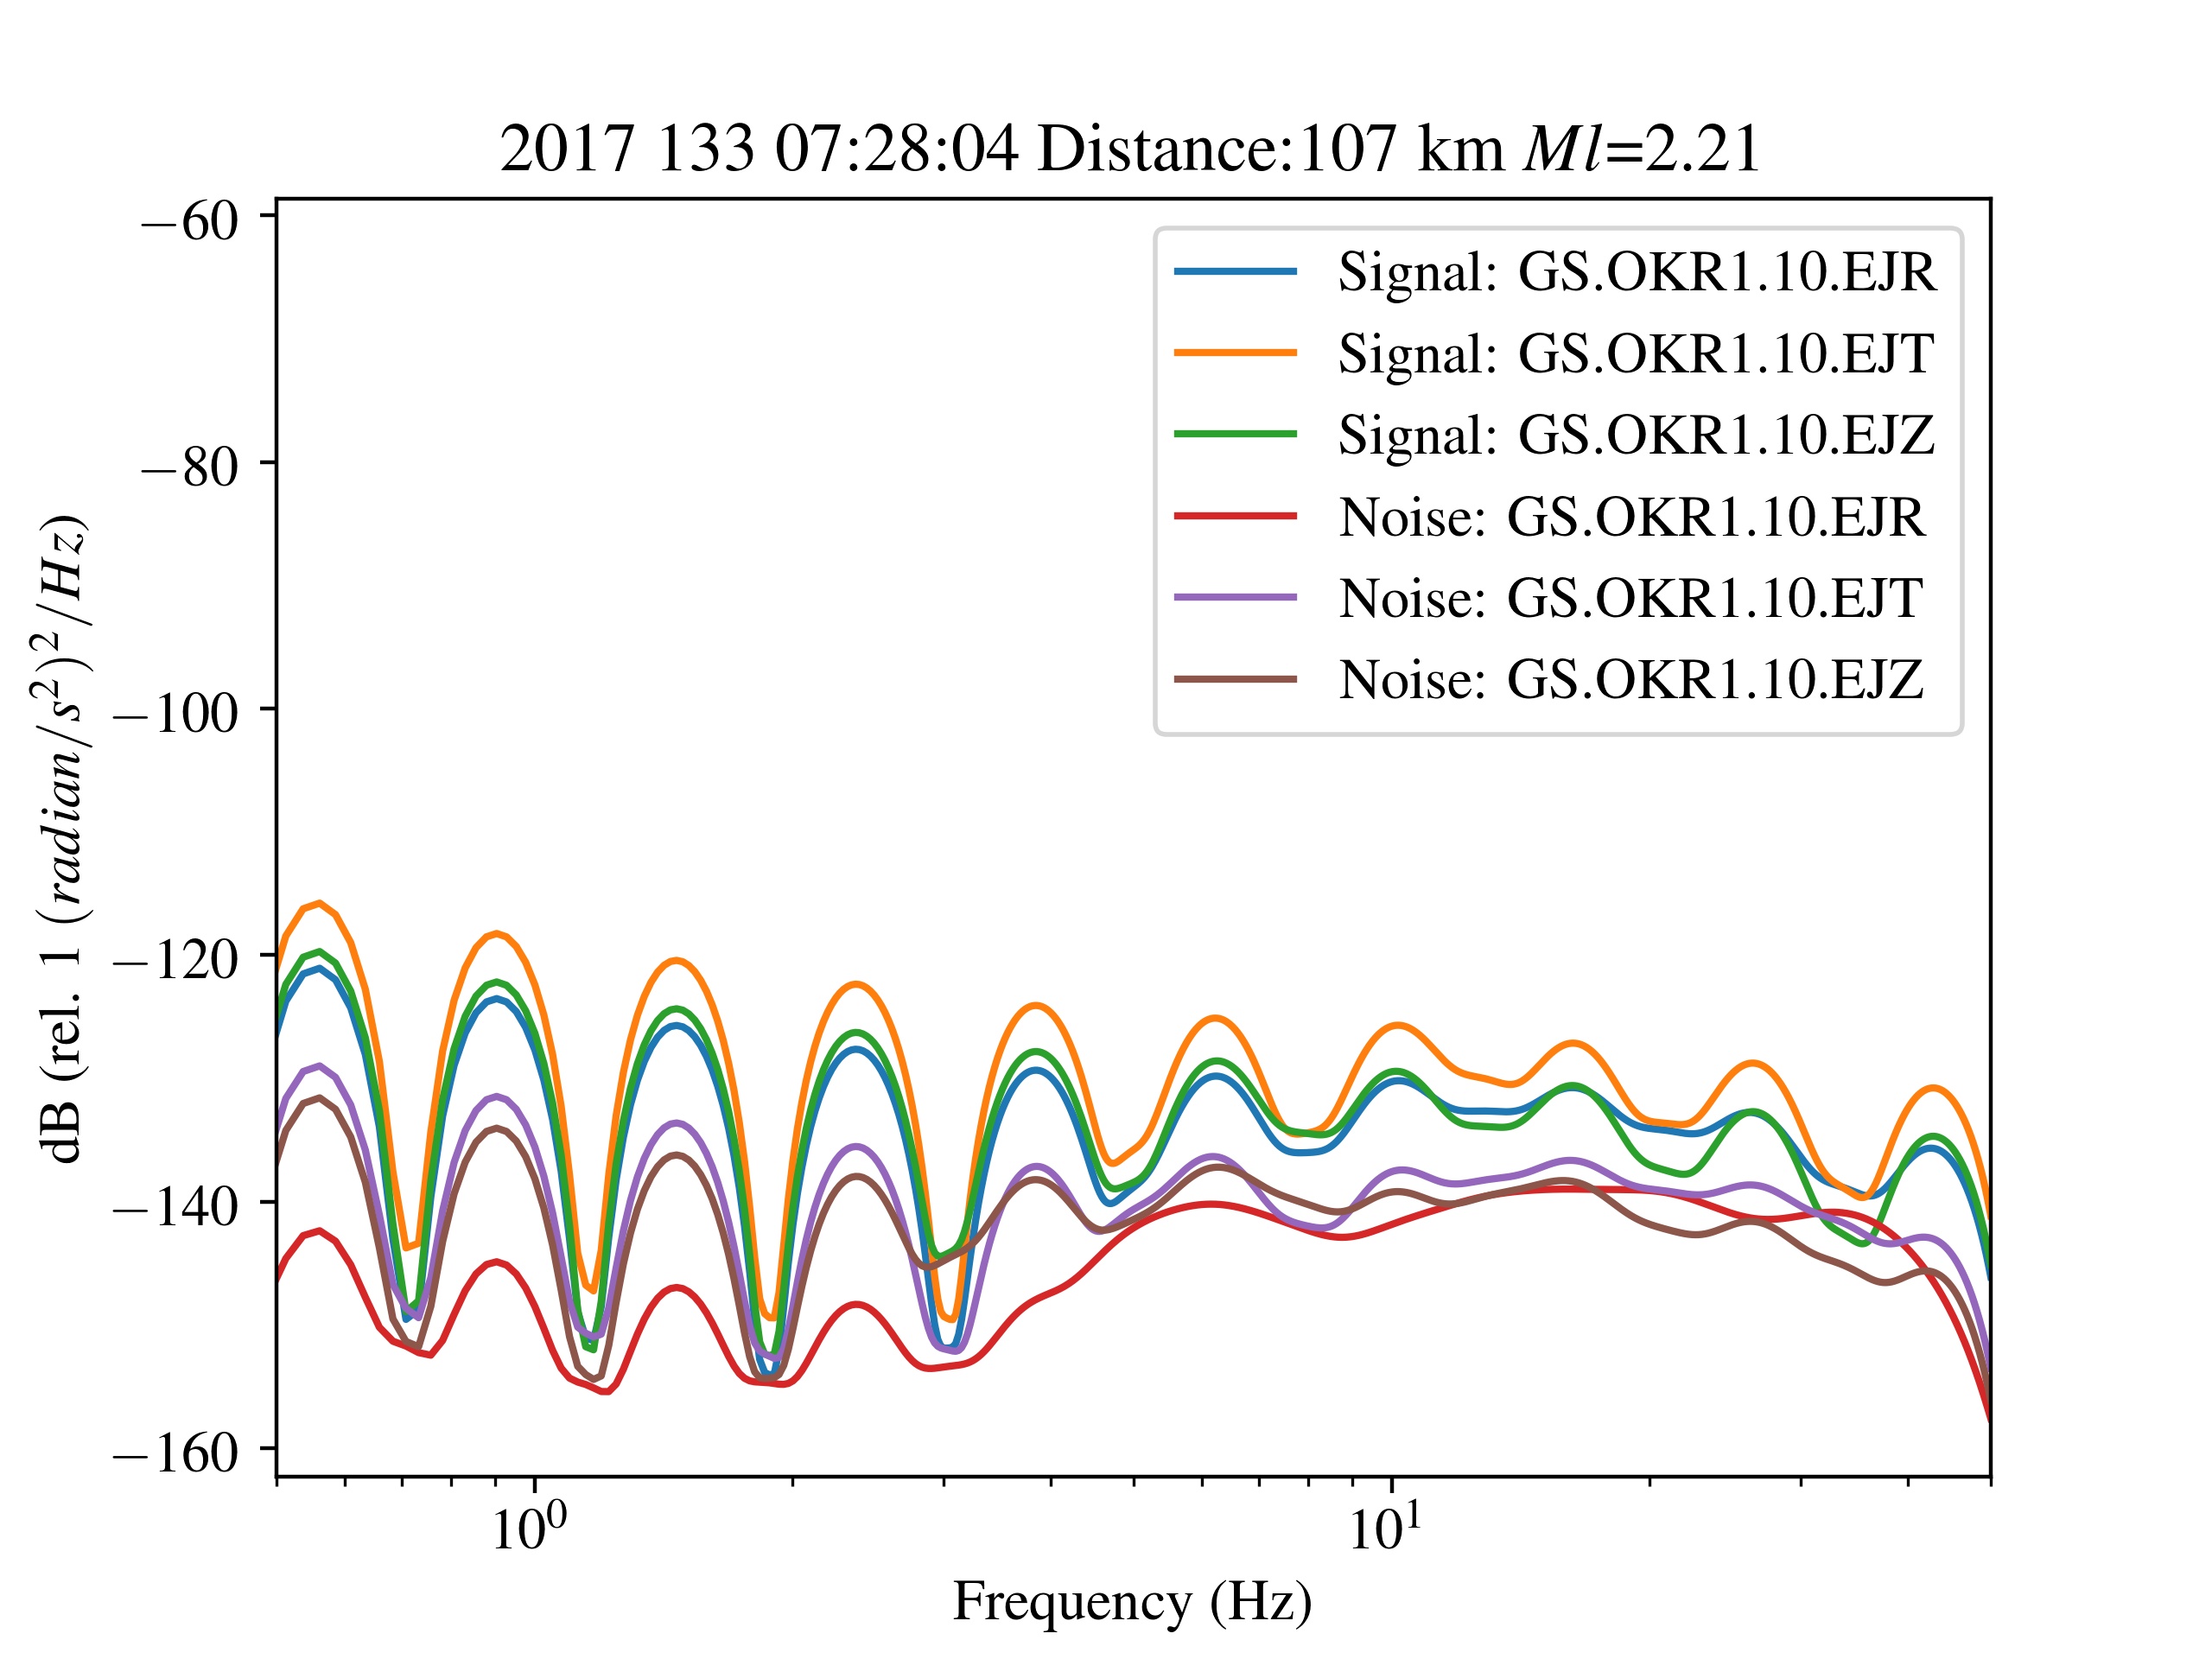 2017 133 07:28:04 Distance:107 km Ml=2.21
dB (rel. 1 (radian/s²)²/Hz)
−60
−80
−100
−120
−140
−160
Signal: GS.OKR1.10.EJR
Signal: GS.OKR1.10.EJT
Signal: GS.OKR1.10.EJZ
Noise: GS.OKR1.10.EJR
Noise: GS.OKR1.10.EJT
Noise: GS.OKR1.10.EJZ
10⁰ 10¹
Frequency (Hz)